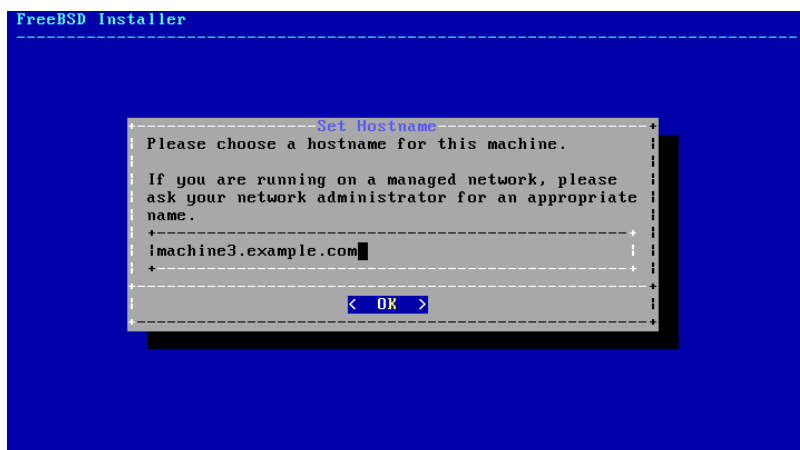 FreeBSD Installer
Set Hostname
Please choose a hostname for this machine.
If you are running on a managed network, please
ask your network administrator for an appropriate
name.
machine3.example.com
< OK >